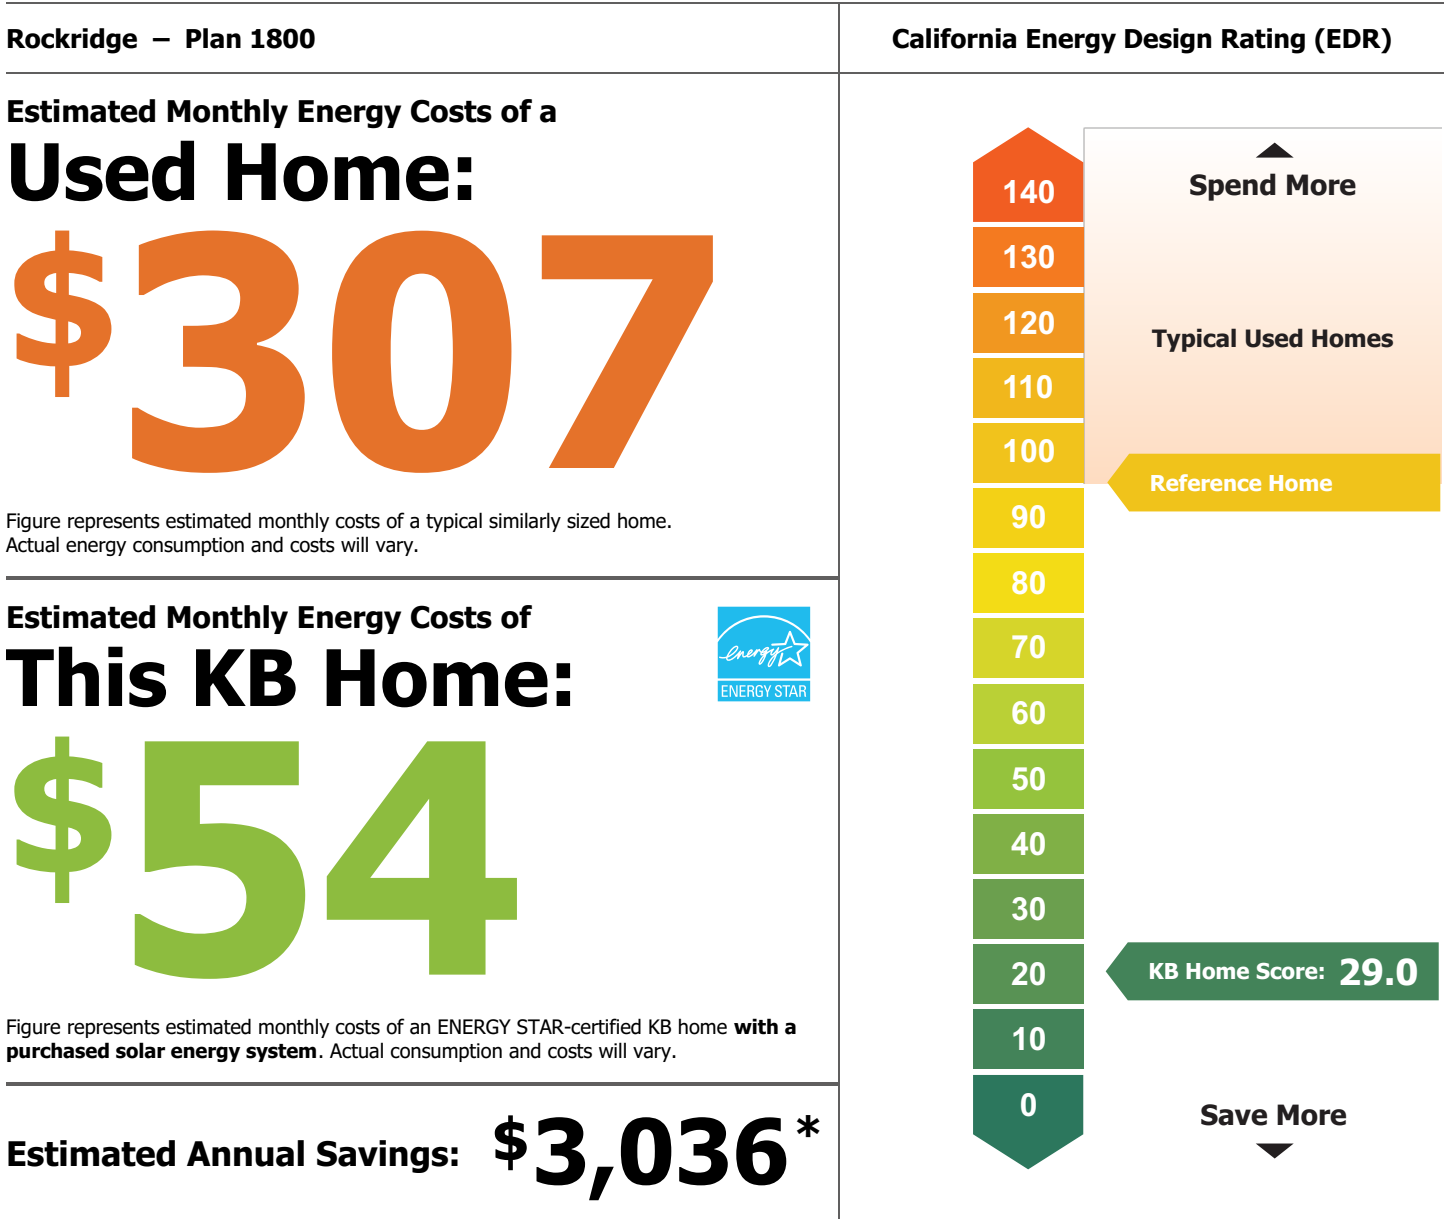 Rockridge – Plan 1800
Estimated Monthly Energy Costs of a
Used Home:
$307
Figure represents estimated monthly costs of a typical similarly sized home.
Actual energy consumption and costs will vary.
Estimated Monthly Energy Costs of
This KB Home:
energy
ENERGY STAR
$54
Figure represents estimated monthly costs of an ENERGY STAR-certified KB home with a
purchased solar energy system. Actual consumption and costs will vary.
Estimated Annual Savings: $3,036*
California Energy Design Rating (EDR)
140
Spend More
130
120
Typical Used Homes
110
100
Reference Home
90
80
70
60
50
40
30
20
KB Home Score: 29.0
10
0
Save More